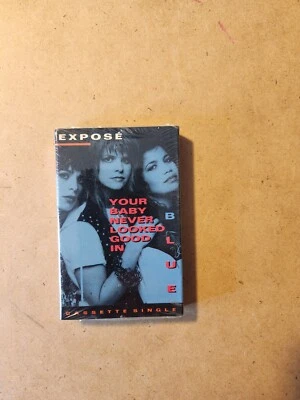 EXPOSÉ
YOUR
BABY
NEVER
LOOKED
GOOD
IN
BLUE
CASSETTE SINGLE